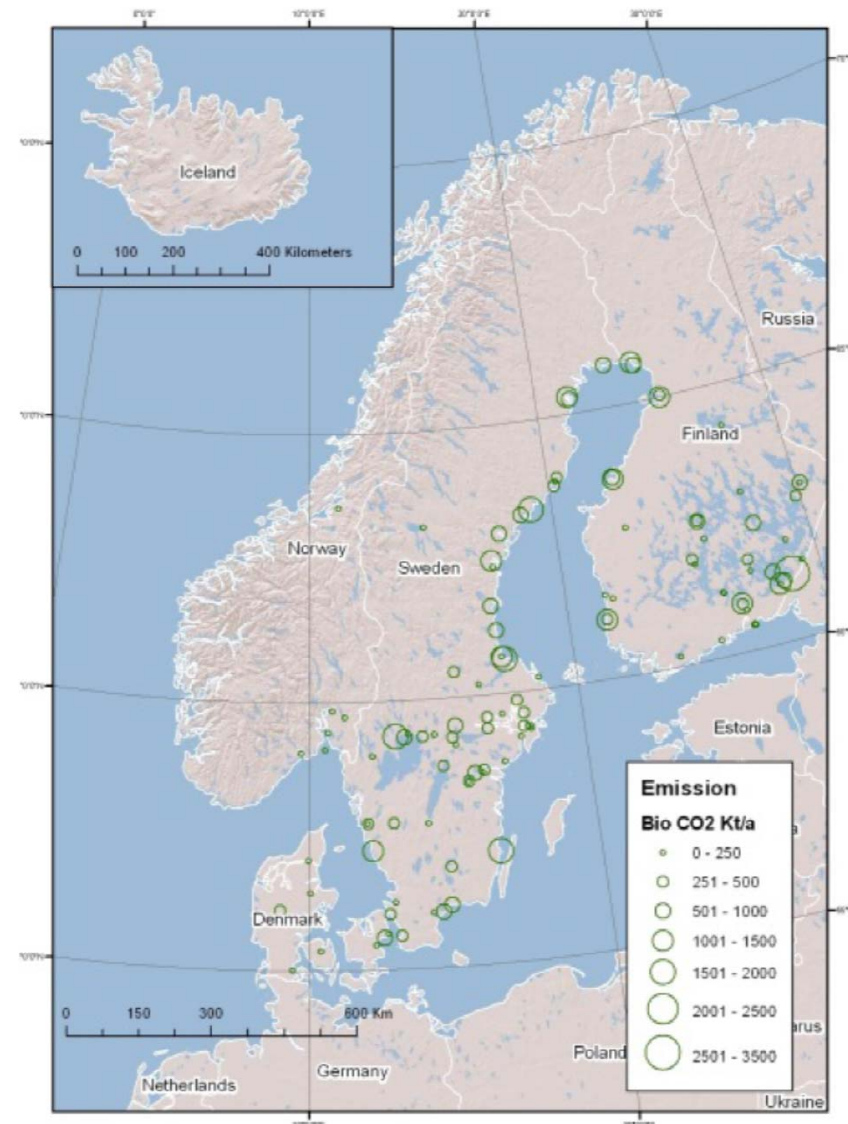 Iceland
0 100 200 400 Kilometers
Russia
Finland
Norway
Sweden
Estonia
Emission
Bio CO2 Kt/a
0 - 250
251 - 500
501 - 1000
1001 - 1500
1501 - 2000
2001 - 2500
2501 - 3500
Denmark
0 150 300 600 Km
Poland
arus
Germany
Netherlands
Ukraine